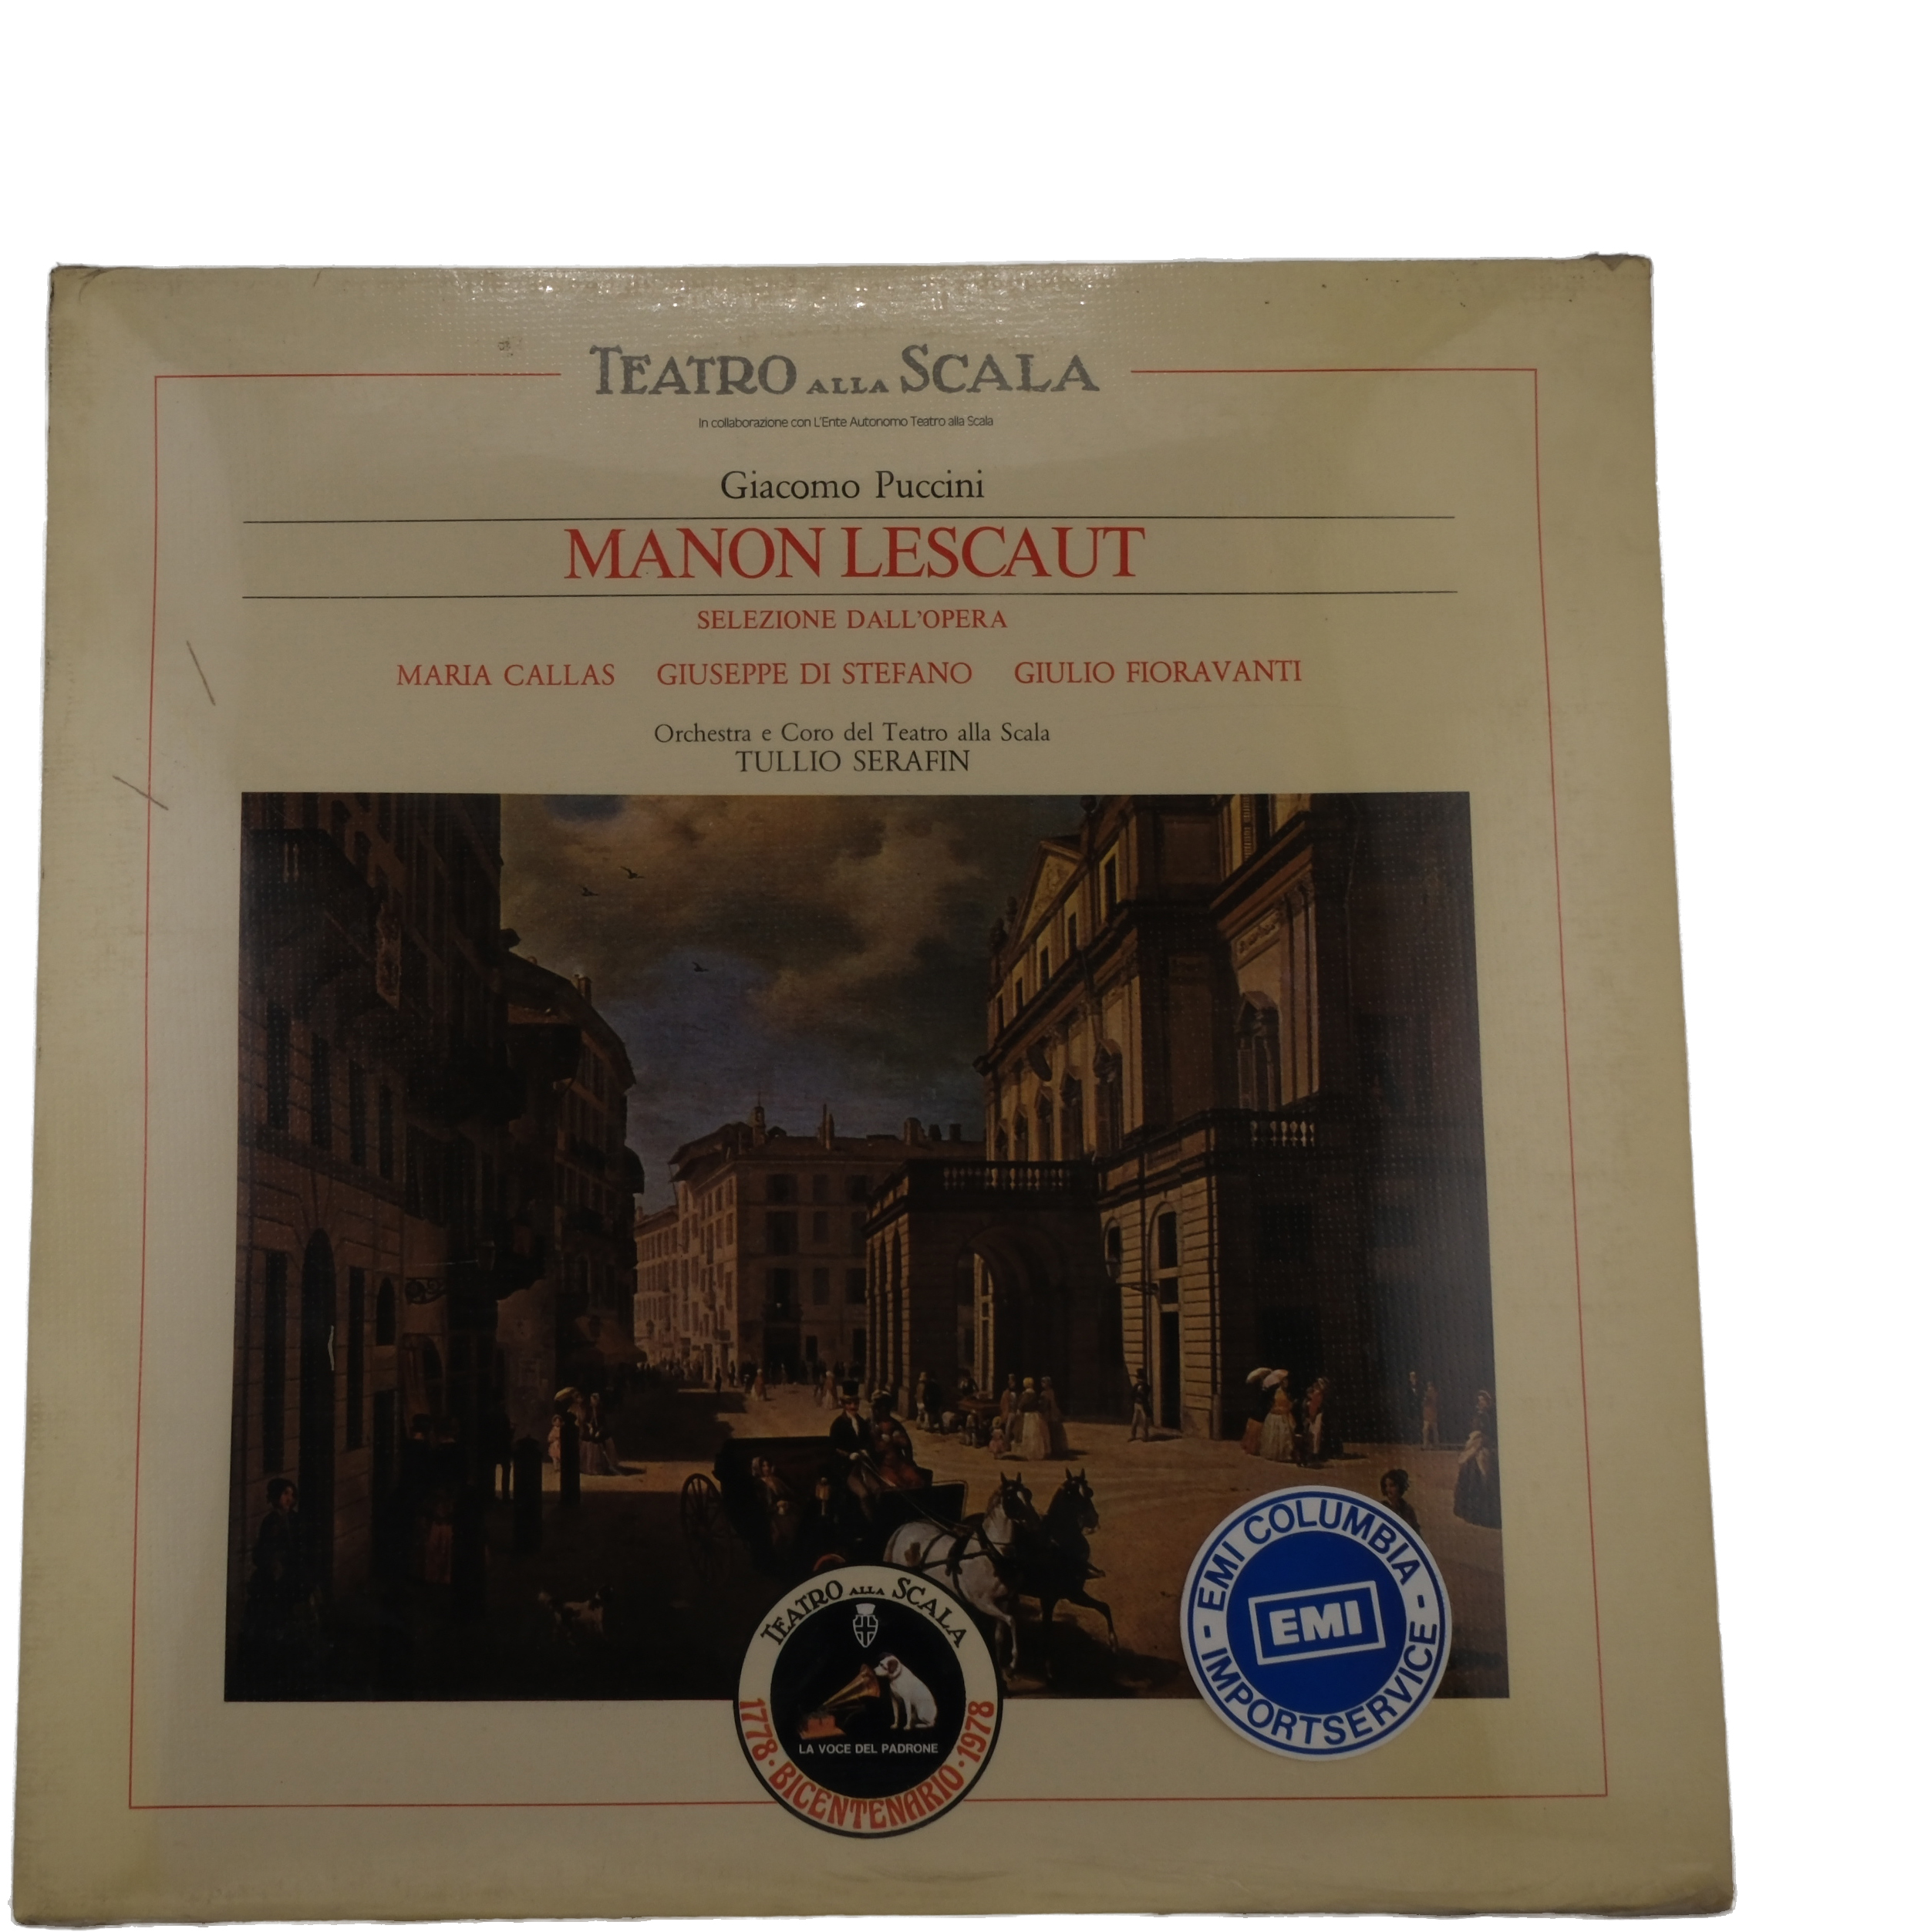 TEATRO ALLA SCALA
In collaborazione con L'Ente Autonomo Teatro alla Scala
Giacomo Puccini
MANON LESCAUT
SELEZIONE DALL'OPERA
MARIA CALLAS GIUSEPPE DI STEFANO GIULIO FIORAVANTI
Orchestra e Coro del Teatro alla Scala
TULLIO SERAFIN
TEATRO ALLA SCALA
LA VOCE DEL PADRONE
1778 · BICENTENARIO · 1978
EMI COLUMBIA
EMI
- IMPORTSERVICE -